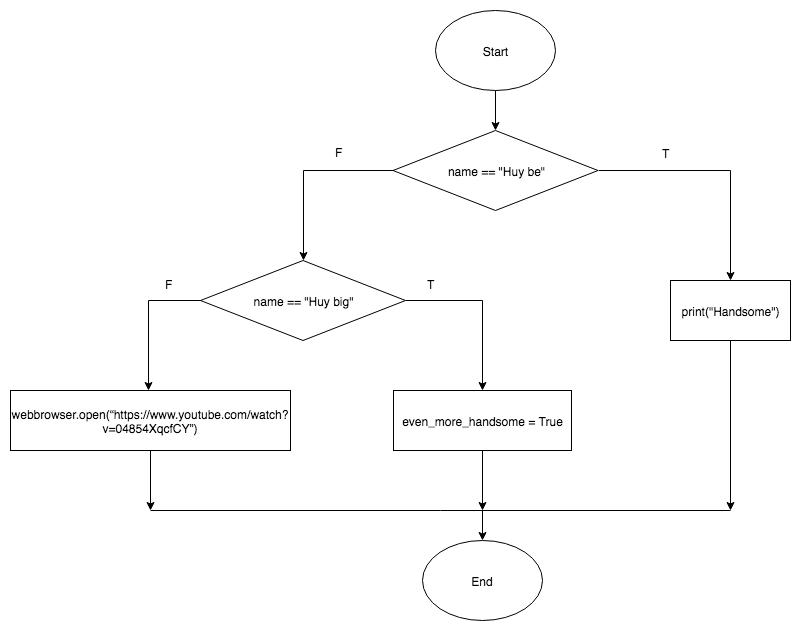 Start
F
T
name == "Huy be"
F
T
name == "Huy big"
print("Handsome")
webbrowser.open(“https://www.youtube.com/watch?
v=04854XqcfCY”)
even_more_handsome = True
End